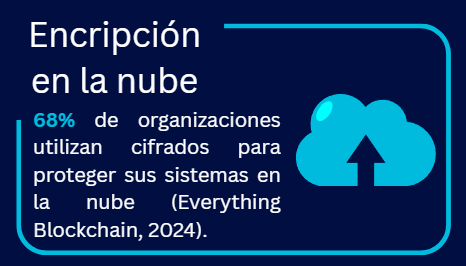 Encripción
en la nube
68% de organizaciones
utilizan cifrados para
proteger sus sistemas en
la nube (Everything
Blockchain, 2024).